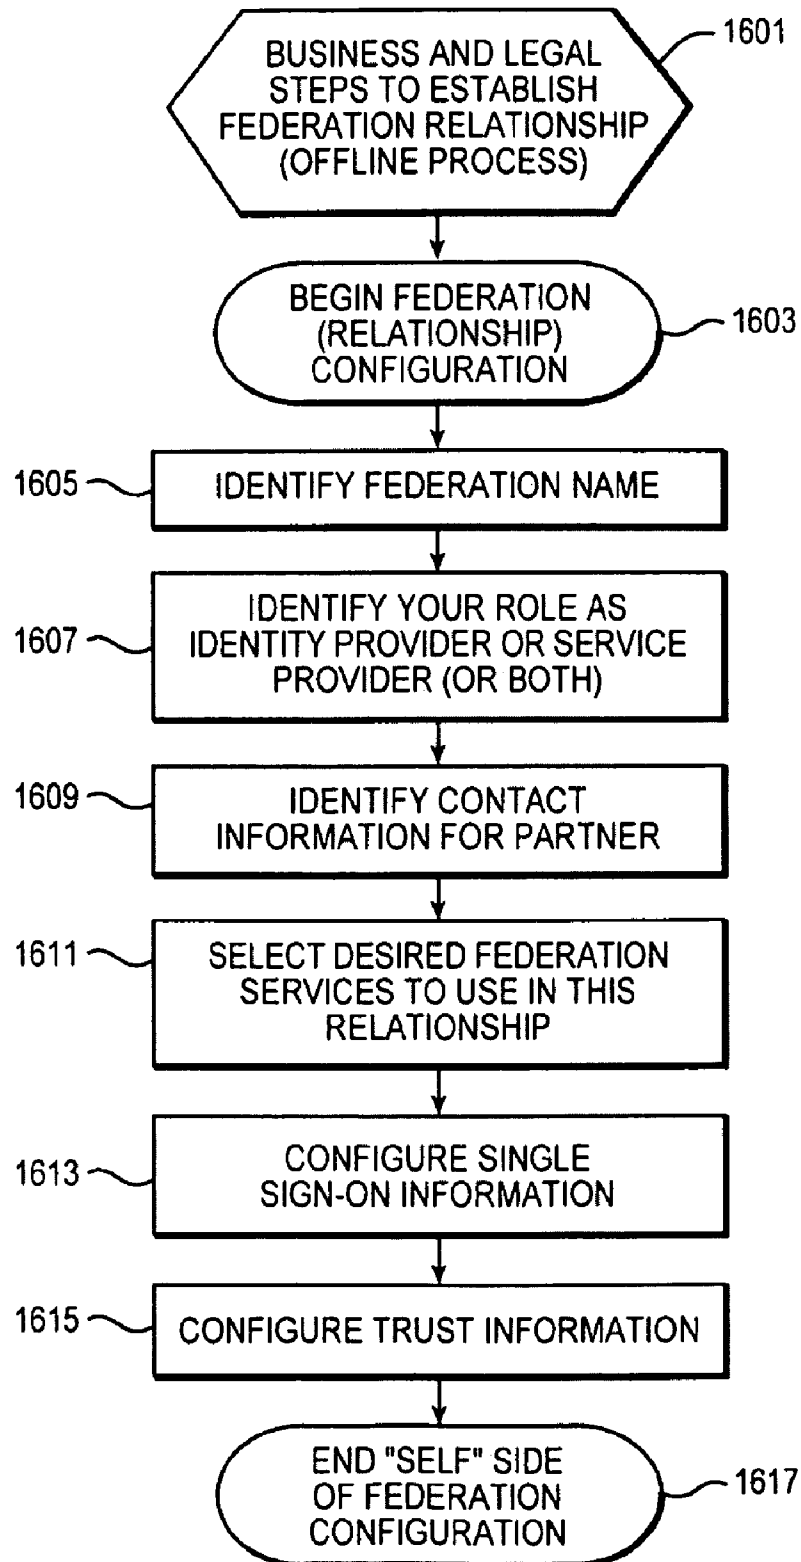 BUSINESS AND LEGAL
STEPS TO ESTABLISH
FEDERATION RELATIONSHIP
(OFFLINE PROCESS)
1601
BEGIN FEDERATION
(RELATIONSHIP)
CONFIGURATION
1603
1605
IDENTIFY FEDERATION NAME
1607
IDENTIFY YOUR ROLE AS
IDENTITY PROVIDER OR SERVICE
PROVIDER (OR BOTH)
1609
IDENTIFY CONTACT
INFORMATION FOR PARTNER
1611
SELECT DESIRED FEDERATION
SERVICES TO USE IN THIS
RELATIONSHIP
1613
CONFIGURE SINGLE
SIGN-ON INFORMATION
1615
CONFIGURE TRUST INFORMATION
END "SELF" SIDE
OF FEDERATION
CONFIGURATION
1617